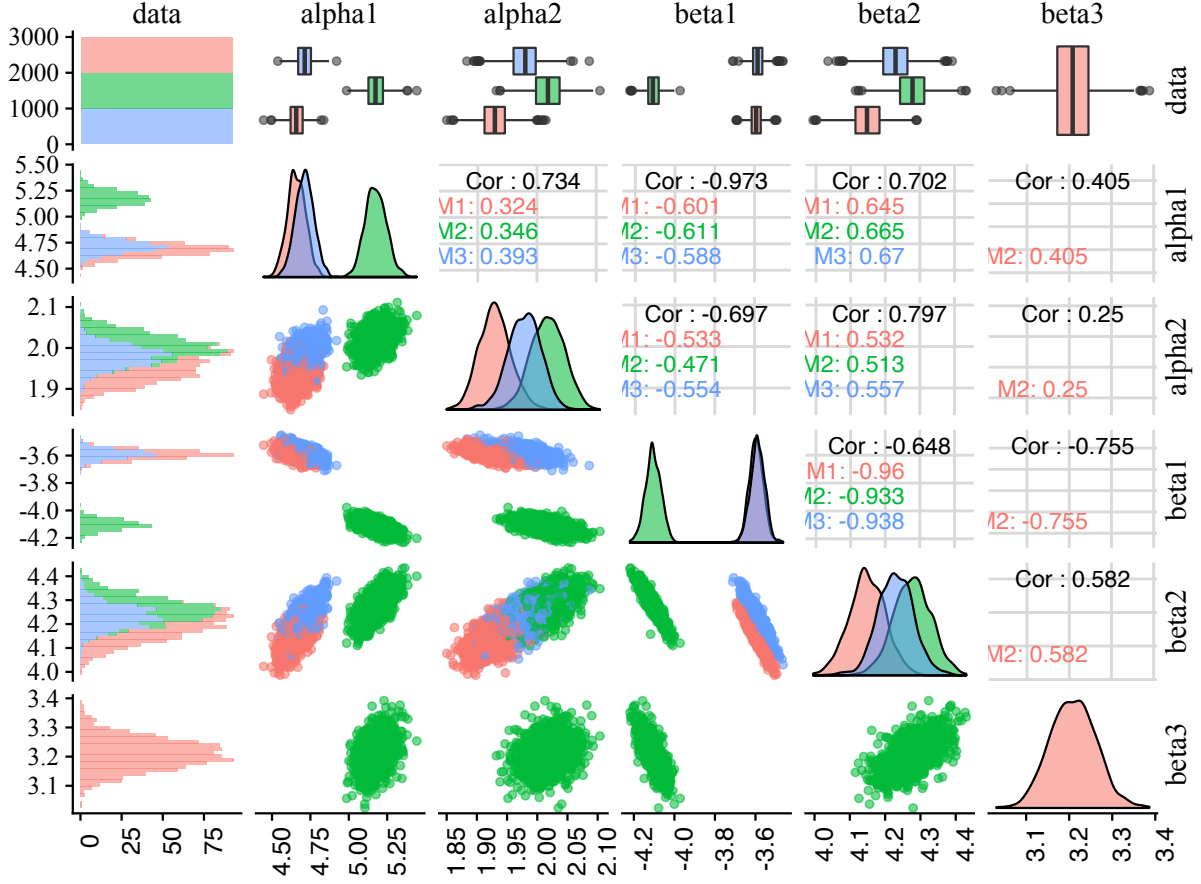 data alpha1 alpha2 beta1 beta2 beta3
3000
2000
1000
0
data
5.50
5.25
5.00
4.75
4.50
Cor : 0.734
M1: 0.324
M2: 0.346
M3: 0.393
Cor : -0.973
M1: -0.601
M2: -0.611
M3: -0.588
Cor : 0.702
M1: 0.645
M2: 0.665
M3: 0.67
Cor : 0.405
M2: 0.405
alpha1
2.1
2.0
1.9
Cor : -0.697
M1: -0.533
M2: -0.471
M3: -0.554
Cor : 0.797
M1: 0.532
M2: 0.513
M3: 0.557
Cor : 0.25
M2: 0.25
alpha2
-3.6
-3.8
-4.0
-4.2
Cor : -0.648
M1: -0.96
M2: -0.933
M3: -0.938
Cor : -0.755
M2: -0.755
beta1
4.4
4.3
4.2
4.1
4.0
Cor : 0.582
M2: 0.582
beta2
3.4
3.3
3.2
3.1
beta3
0 25 50 75
4.50 4.75 5.00 5.25
1.85 1.90 1.95 2.00 2.05 2.10
-4.2 -4.0 -3.8 -3.6
4.0 4.1 4.2 4.3 4.4
3.1 3.2 3.3 3.4